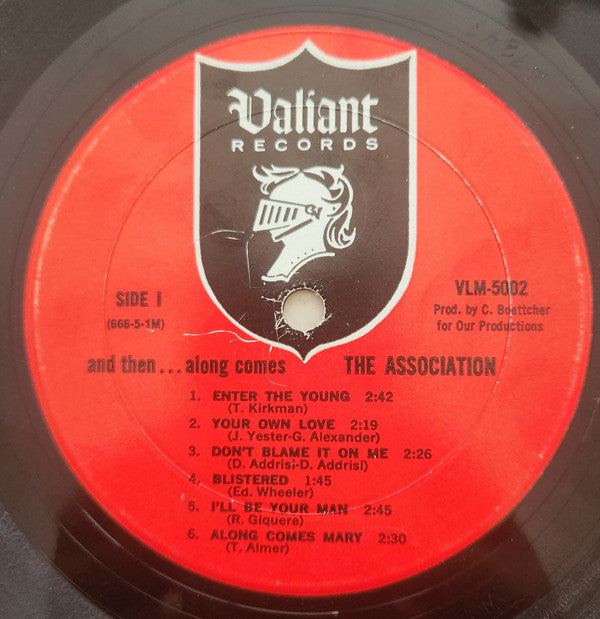 Valiant
RECORDS
SIDE I
(666-5-1M)
VLM-5002
Prod. by C. Boettcher
for Our Productions
and then...along comes THE ASSOCIATION
1. ENTER THE YOUNG 2:42
(T. Kirkman)
2. YOUR OWN LOVE 2:19
(J. Yester-G. Alexander)
3. DON'T BLAME IT ON ME 2:26
(D. Addrisi-D. Addrisi)
4. BLISTERED 1:45
(Ed. Wheeler)
5. I'LL BE YOUR MAN 2:45
(R. Giquere)
6. ALONG COMES MARY 2:30
(T. Almer)